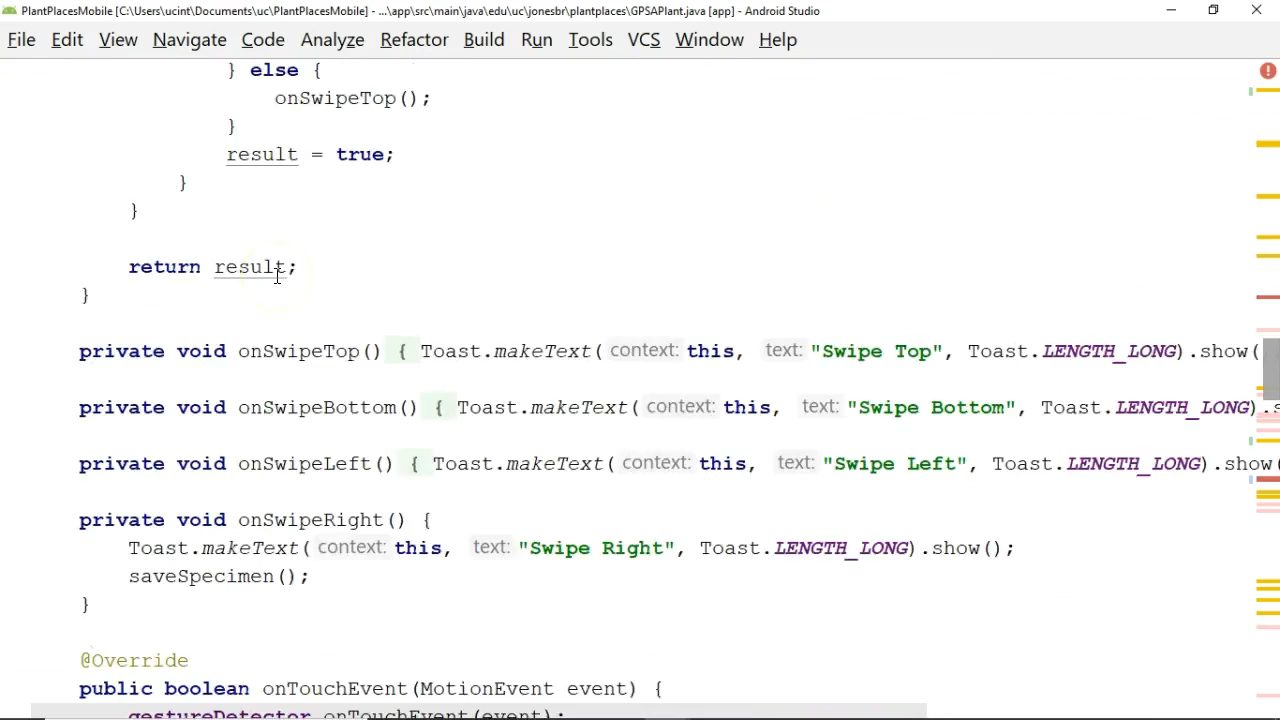 PlantPlacesMobile [C:\Users\ucint\Documents\uc\PlantPlacesMobile] - ...\app\src\main\java\edu\uc\jonesbr\plantplaces\GPSAPlant.java [app] - Android Studio
File Edit View Navigate Code Analyze Refactor Build Run Tools VCS Window Help
} else {
onSwipeTop();
}
result = true;
}
}
return result;
}
private void onSwipeTop() { Toast.makeText( context: this, text: "Swipe Top", Toast.LENGTH_LONG).show(
private void onSwipeBottom() { Toast.makeText( context: this, text: "Swipe Bottom", Toast.LENGTH_LONG).s
private void onSwipeLeft() { Toast.makeText( context: this, text: "Swipe Left", Toast.LENGTH_LONG).show(
private void onSwipeRight() {
Toast.makeText( context: this, text: "Swipe Right", Toast.LENGTH_LONG).show();
saveSpecimen();
}
@Override
public boolean onTouchEvent(MotionEvent event) {
gestureDetector.onTouchEvent(event);